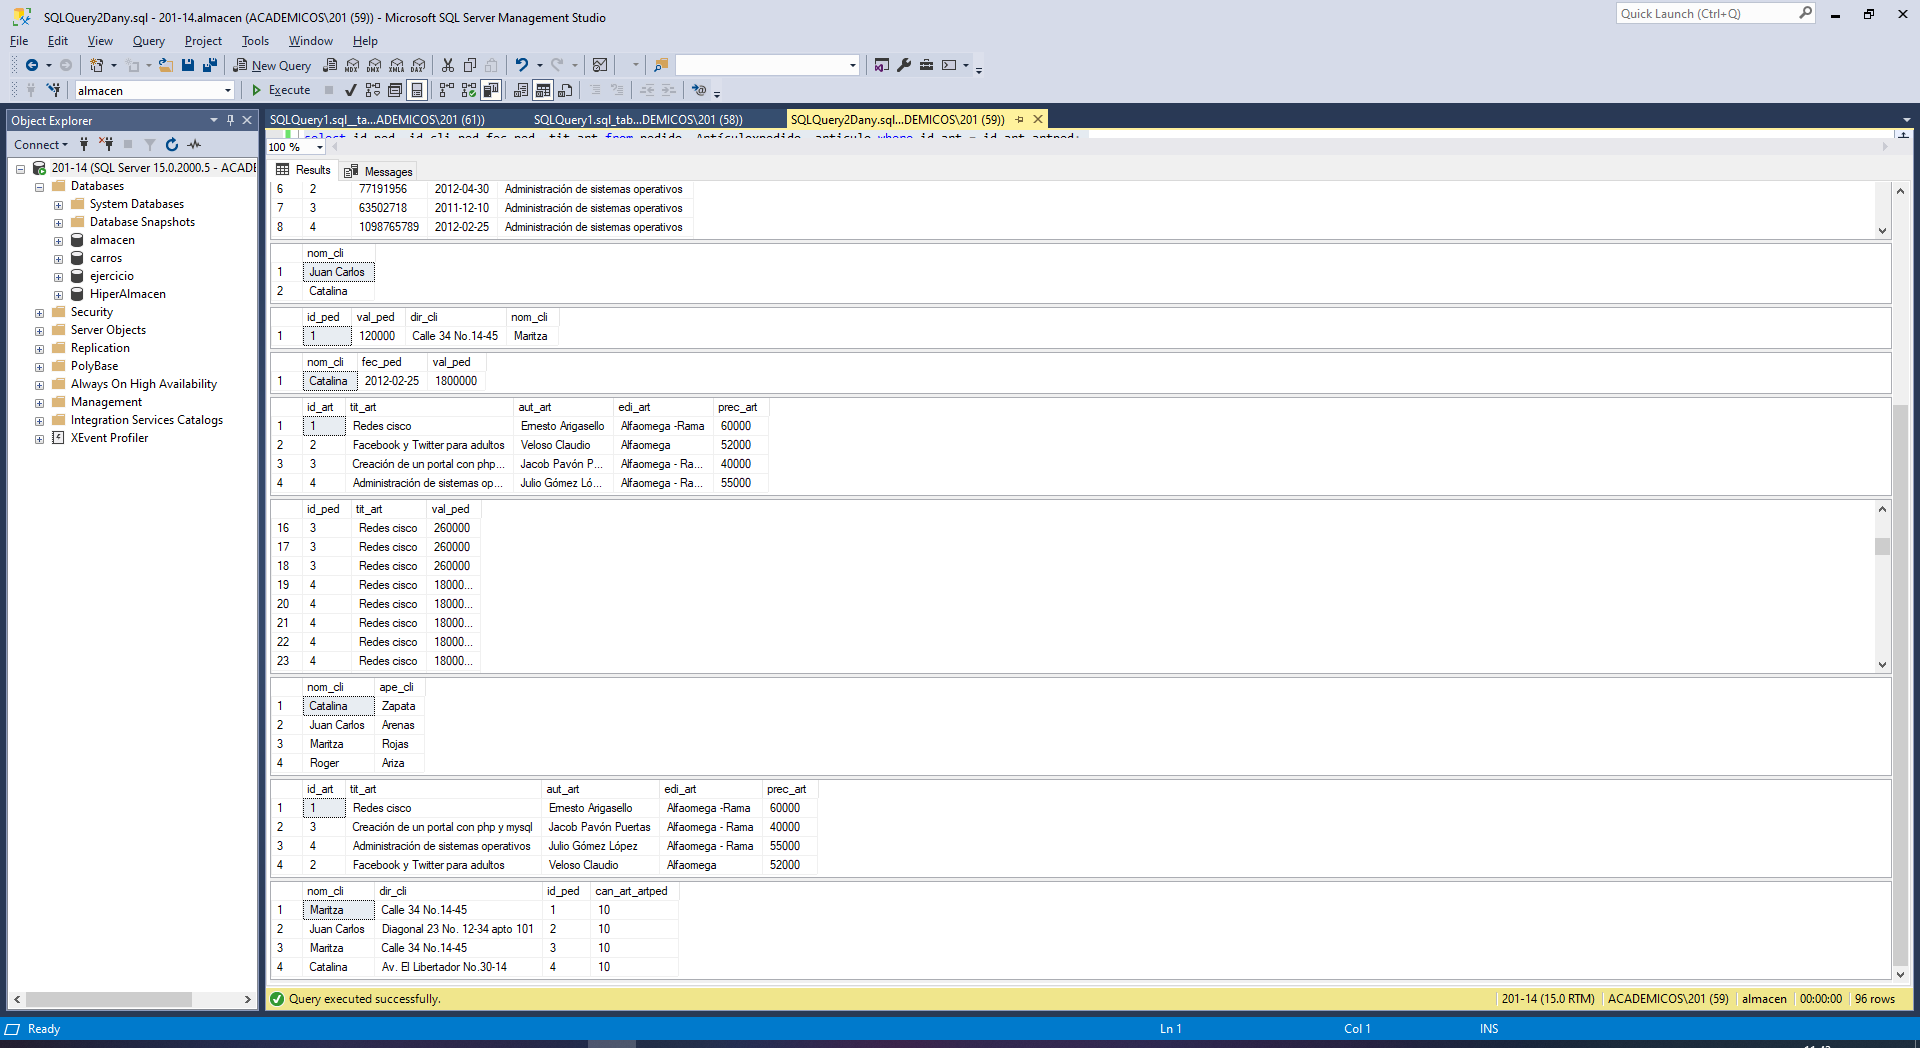 SQLQuery2Dany.sql - 201-14.almacen (ACADEMICOS\201 (59)) - Microsoft SQL Server Management Studio
Quick Launch (Ctrl+Q)
File Edit View Query Project Tools Window Help
New Query MDX DMX XMLA DAX
almacen Execute
Object Explorer
SQLQuery1.sql_ta...ADEMICOS\201 (61)) SQLQuery1.sql_tab...DEMICOS\201 (58)) SQLQuery2Dany.sql...DEMICOS\201 (59))
select id_ped, id_cli_ped,fec_ped, tit_art from pedido, Artículoxpedido, articulo where id_art = id_art_artped;
100 %
Connect
201-14 (SQL Server 15.0.2000.5 - ACADE
Databases
System Databases
Database Snapshots
almacen
carros
ejercicio
HiperAlmacen
Security
Server Objects
Replication
PolyBase
Always On High Availability
Management
Integration Services Catalogs
XEvent Profiler
Results Messages
6 2 77191956 2012-04-30 Administración de sistemas operativos
7 3 63502718 2011-12-10 Administración de sistemas operativos
8 4 1098765789 2012-02-25 Administración de sistemas operativos
nom_cli
1 Juan Carlos
2 Catalina
id_ped val_ped dir_cli nom_cli
1 1 120000 Calle 34 No.14-45 Maritza
nom_cli fec_ped val_ped
1 Catalina 2012-02-25 1800000
id_art tit_art aut_art edi_art prec_art
1 1 Redes cisco Ernesto Arigasello Alfaomega -Rama 60000
2 2 Facebook y Twitter para adultos Veloso Claudio Alfaomega 52000
3 3 Creación de un portal con php... Jacob Pavón P... Alfaomega - Ra... 40000
4 4 Administración de sistemas op... Julio Gómez Ló... Alfaomega - Ra... 55000
id_ped tit_art val_ped
16 3 Redes cisco 260000
17 3 Redes cisco 260000
18 3 Redes cisco 260000
19 4 Redes cisco 18000...
20 4 Redes cisco 18000...
21 4 Redes cisco 18000...
22 4 Redes cisco 18000...
23 4 Redes cisco 18000...
nom_cli ape_cli
1 Catalina Zapata
2 Juan Carlos Arenas
3 Maritza Rojas
4 Roger Ariza
id_art tit_art aut_art edi_art prec_art
1 1 Redes cisco Ernesto Arigasello Alfaomega -Rama 60000
2 3 Creación de un portal con php y mysql Jacob Pavón Puertas Alfaomega - Rama 40000
3 4 Administración de sistemas operativos Julio Gómez López Alfaomega - Rama 55000
4 2 Facebook y Twitter para adultos Veloso Claudio Alfaomega 52000
nom_cli dir_cli id_ped can_art_artped
1 Maritza Calle 34 No.14-45 1 10
2 Juan Carlos Diagonal 23 No. 12-34 apto 101 2 10
3 Maritza Calle 34 No.14-45 3 10
4 Catalina Av. El Libertador No.30-14 4 10
Query executed successfully. 201-14 (15.0 RTM) ACADEMICOS\201 (59) almacen 00:00:00 96 rows
Ready Ln 1 Col 1 INS